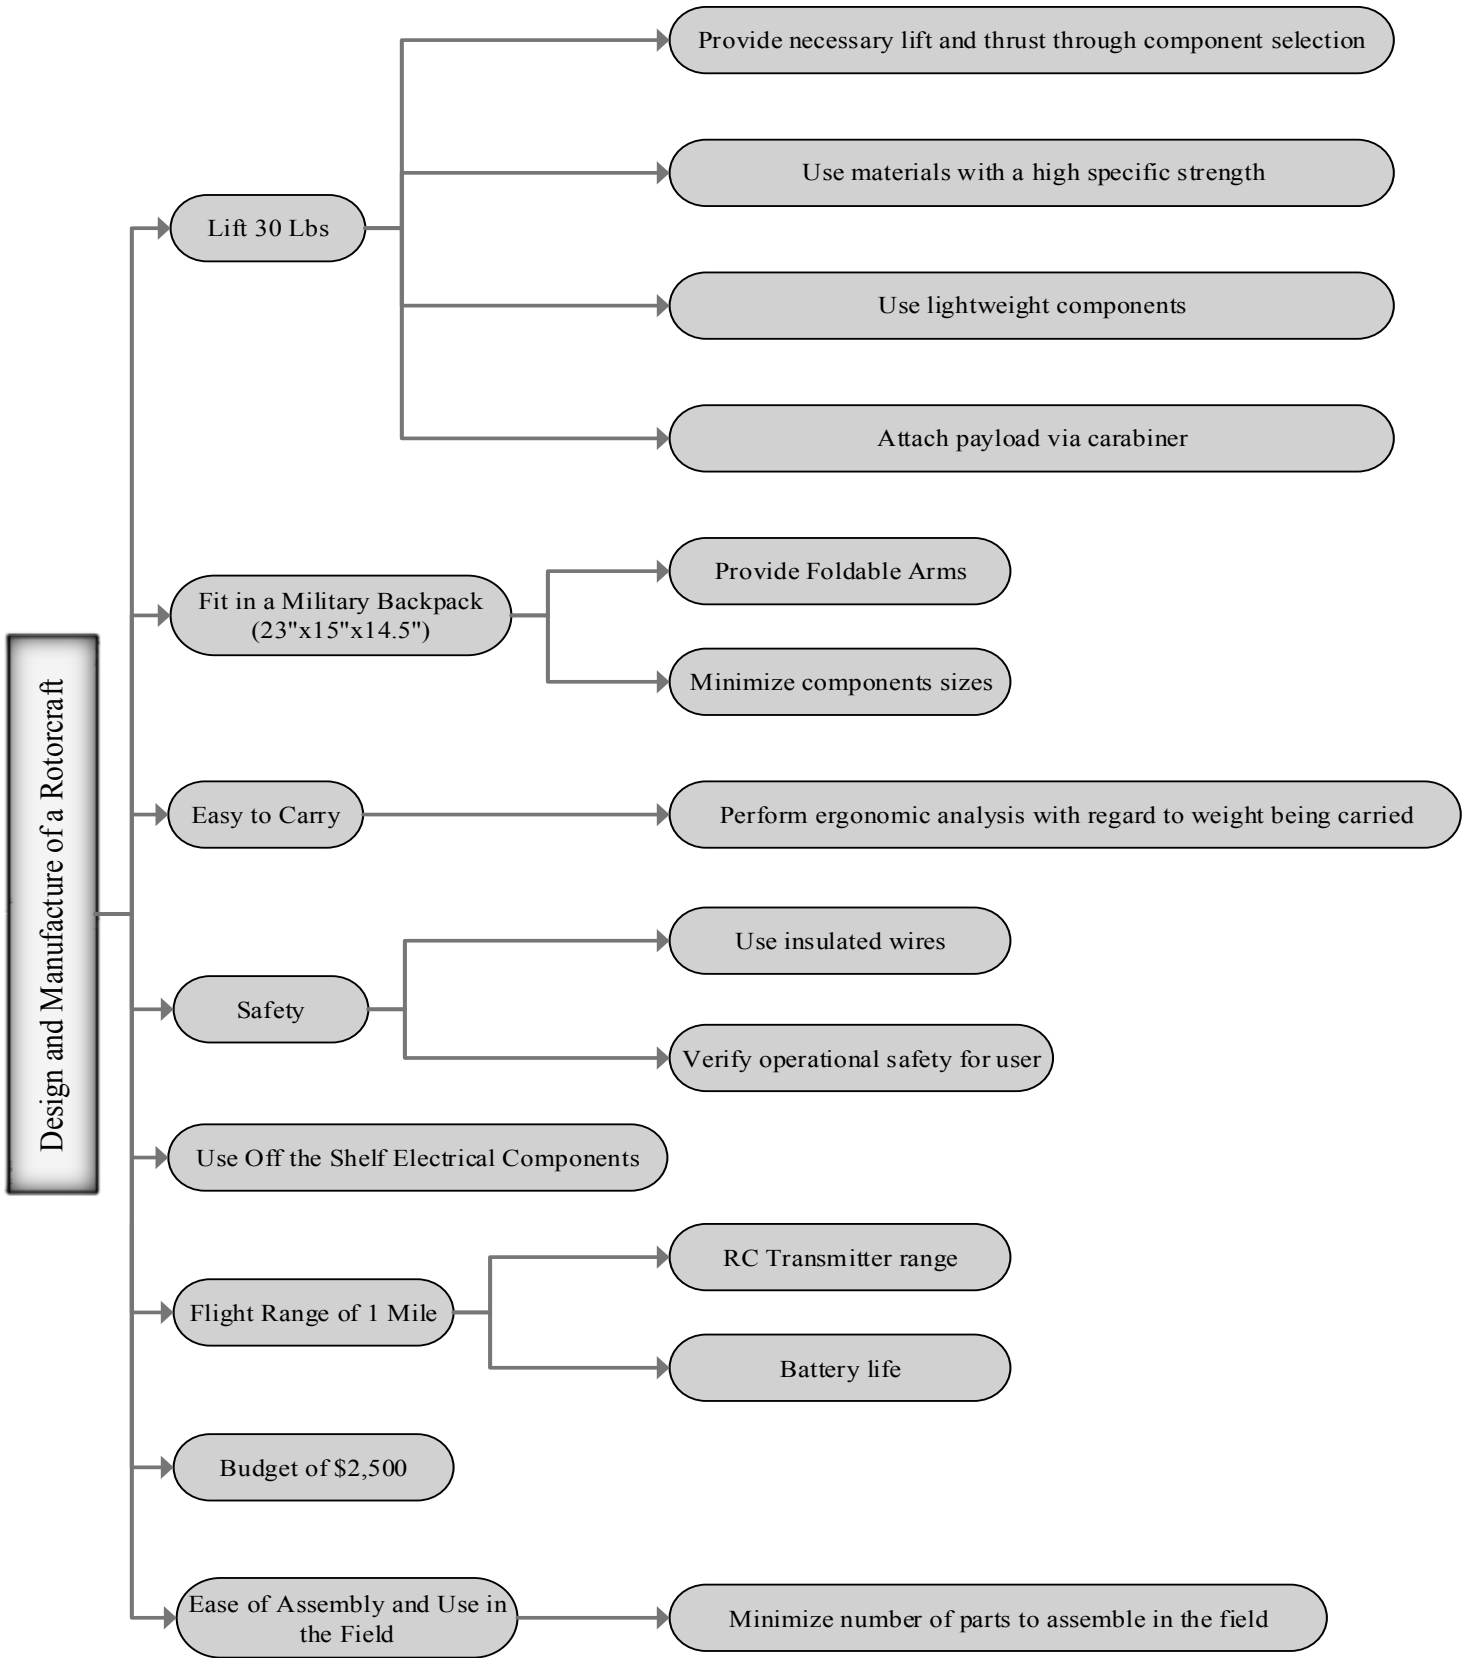 Design and Manufacture of a Rotorcraft
Lift 30 Lbs
Provide necessary lift and thrust through component selection
Use materials with a high specific strength
Use lightweight components
Attach payload via carabiner
Fit in a Military Backpack
(23"x15"x14.5")
Provide Foldable Arms
Minimize components sizes
Easy to Carry
Perform ergonomic analysis with regard to weight being carried
Safety
Use insulated wires
Verify operational safety for user
Use Off the Shelf Electrical Components
Flight Range of 1 Mile
RC Transmitter range
Battery life
Budget of $2,500
Ease of Assembly and Use in
the Field
Minimize number of parts to assemble in the field